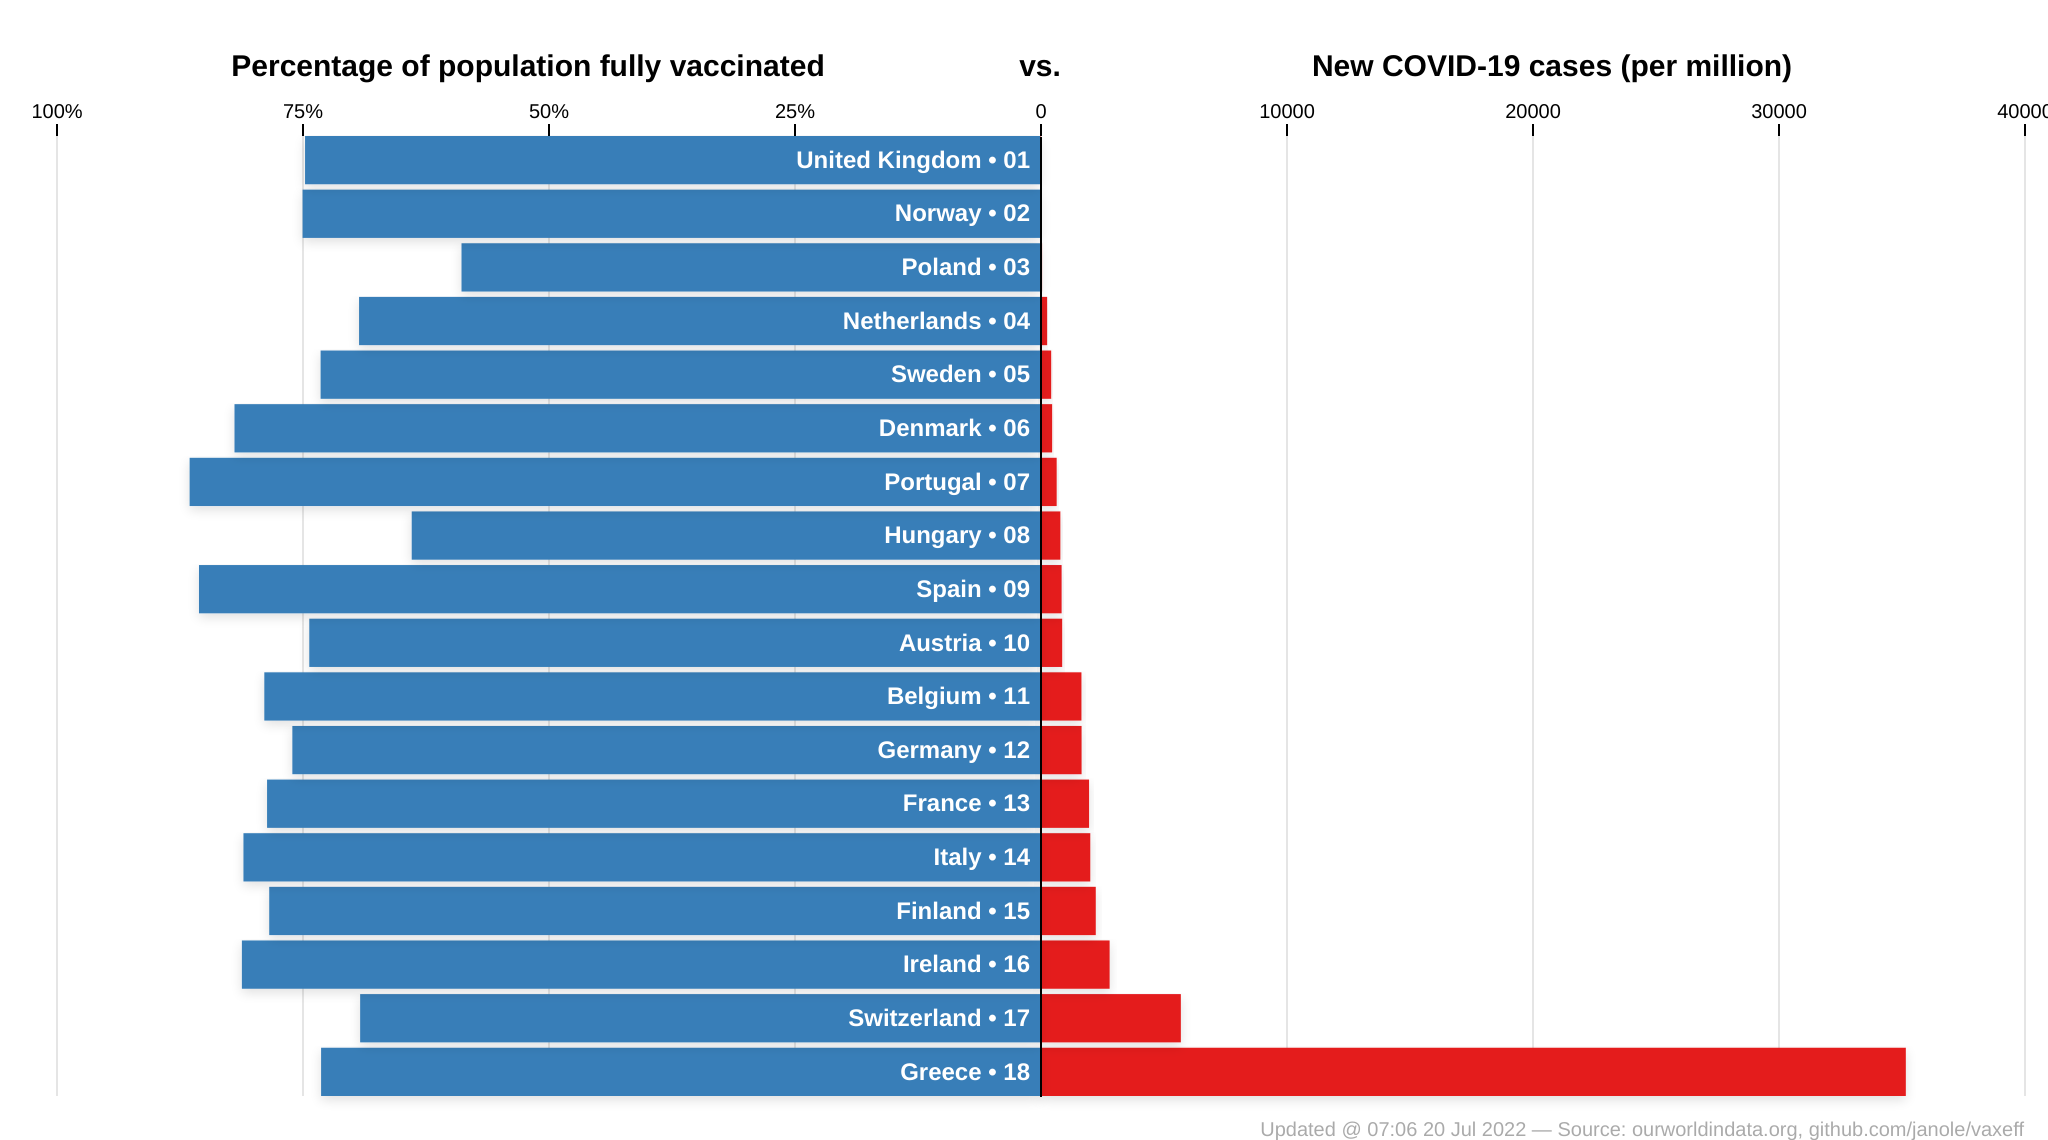 Percentage of population fully vaccinated vs. New COVID-19 cases (per million)
100% 75% 50% 25% 0 10000 20000 30000 40000
United Kingdom • 01
Norway • 02
Poland • 03
Netherlands • 04
Sweden • 05
Denmark • 06
Portugal • 07
Hungary • 08
Spain • 09
Austria • 10
Belgium • 11
Germany • 12
France • 13
Italy • 14
Finland • 15
Ireland • 16
Switzerland • 17
Greece • 18
Updated @ 07:06 20 Jul 2022 — Source: ourworldindata.org, github.com/janole/vaxeff